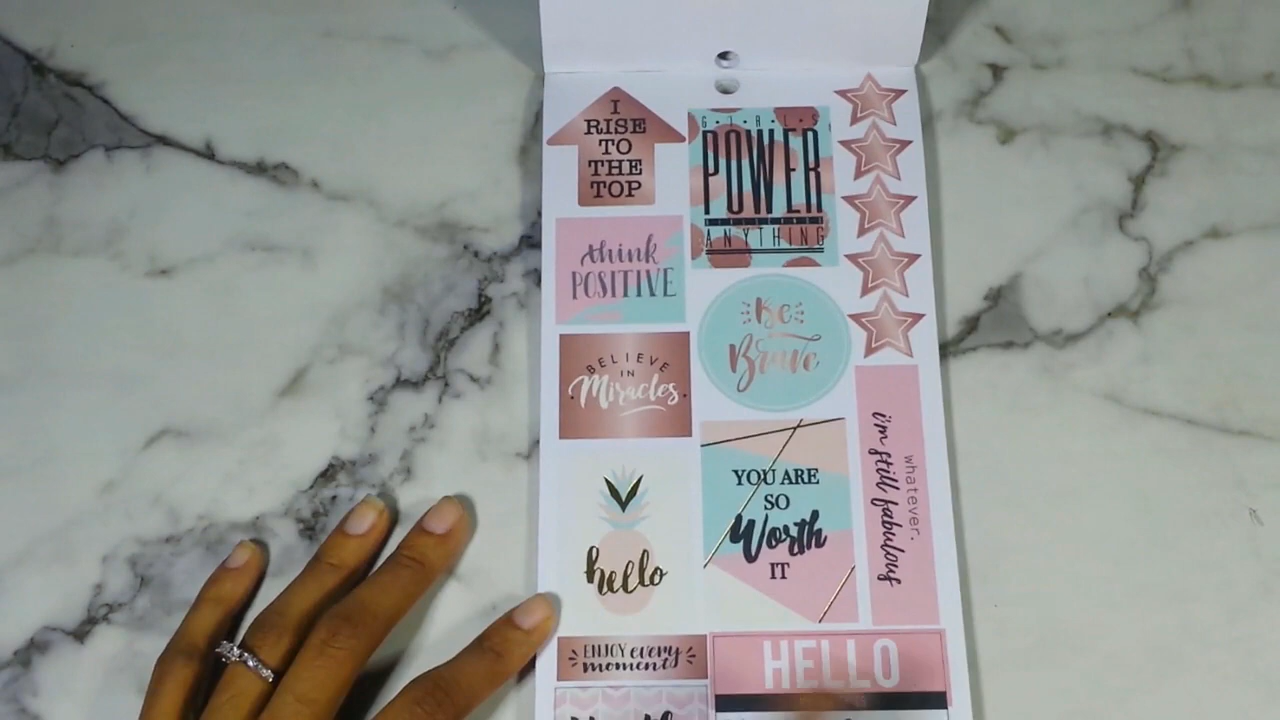 I
RISE
TO
THE
TOP
G•I•R•L•S
POWER
ANYTHING
think
POSITIVE
Be
Brave
BELIEVE
IN
Miracles
hello
YOU ARE
SO
Worth
IT
whatever.
i'm still fabulous
ENJOY every
moment
HELLO